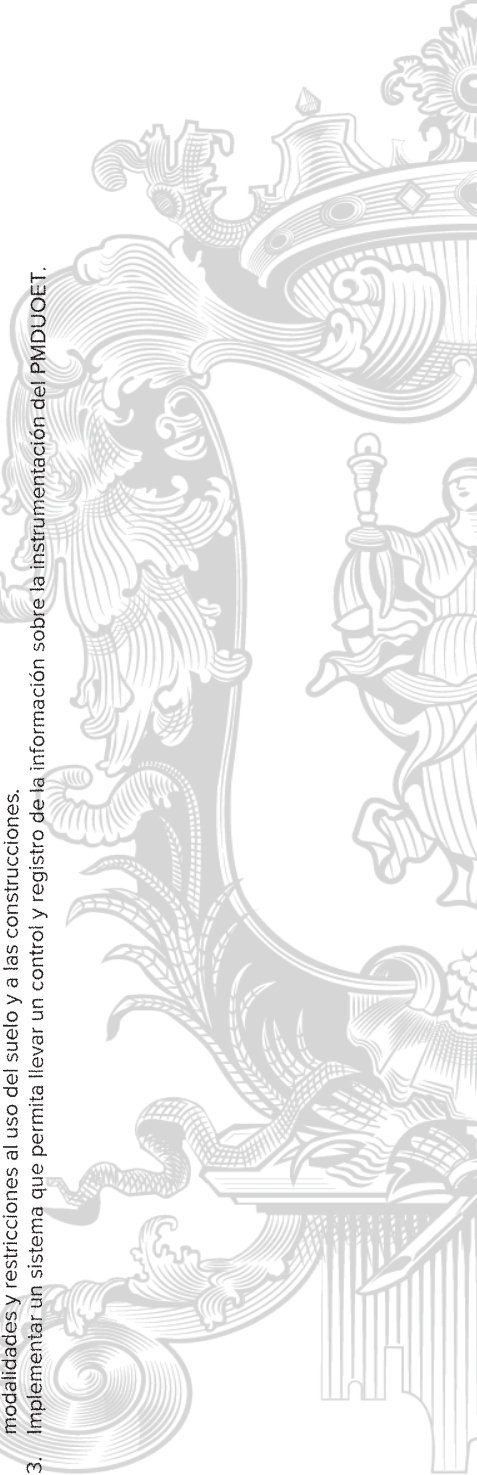 modalidades y restricciones al uso del suelo y a las construcciones.
3. Implementar un sistema que permita llevar un control y registro de la información sobre la instrumentación del PMDUOET.